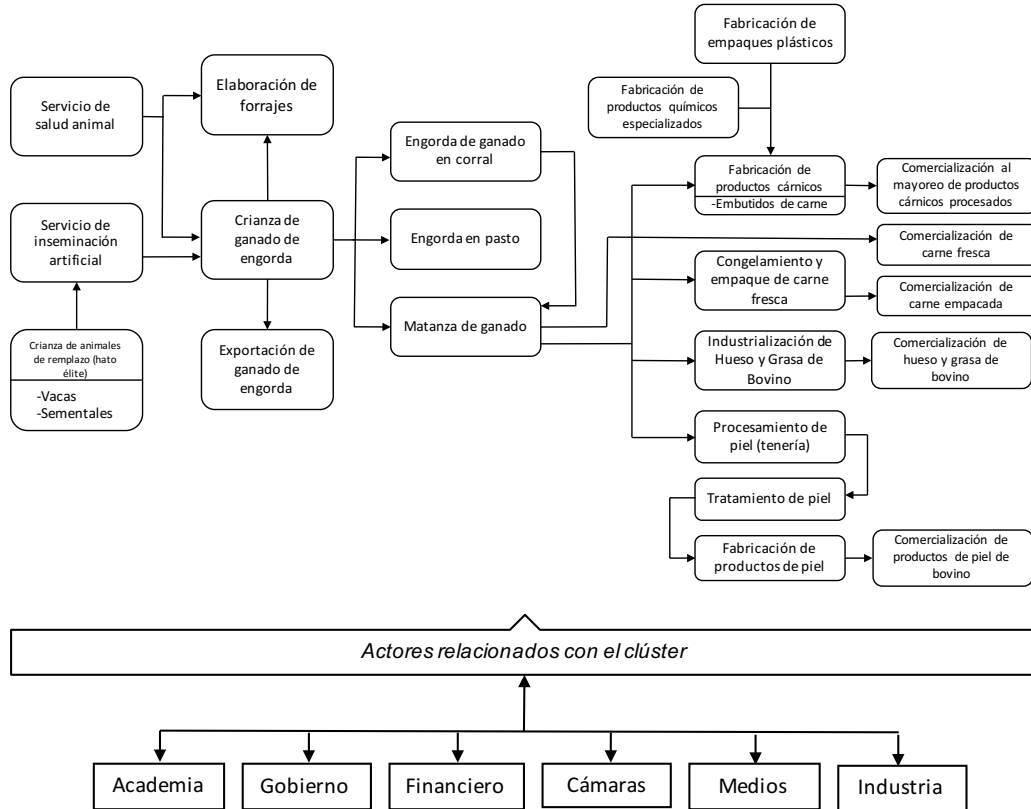 Servicio de
salud animal
Servicio de
inseminación
artificial
Crianza de animales
de remplazo (hato
élite)
-Vacas
-Sementales
Elaboración de
forrajes
Crianza de
ganado de
engorda
Exportación de
ganado de
engorda
Engorda de ganado
en corral
Engorda en pasto
Matanza de ganado
Fabricación de
empaques plásticos
Fabricación de
productos químicos
especializados
Fabricación de
productos cárnicos
-Embutidos de carne
Congelamiento y
empaque de carne
fresca
Industrialización de
Hueso y Grasa de
Bovino
Procesamiento de
piel (tenería)
Tratamiento de piel
Fabricación de
productos de piel
Comercialización al
mayoreo de productos
cárnicos procesados
Comercialización de
carne fresca
Comercialización de
carne empacada
Comercialización de
hueso y grasa de
bovino
Comercialización de
productos de piel de
bovino
Actores relacionados con el clúster
Academia
Gobierno
Financiero
Cámaras
Medios
Industria